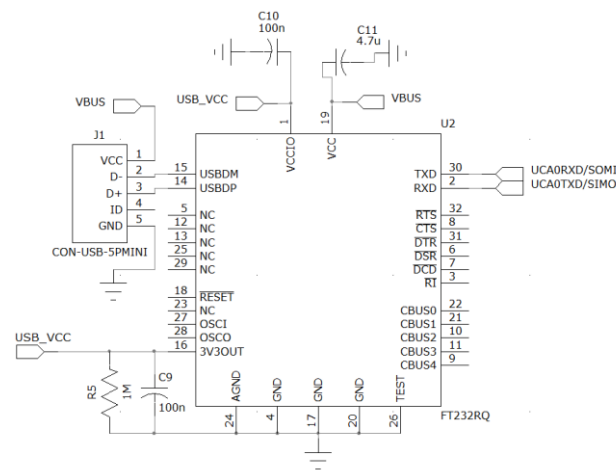 C10
100n
C11
4.7u
USB_VCC
VBUS
VBUS
1
19
U2
J1
VCCIO
VCC
VCC 1
D- 2
D+ 3
ID 4
GND 5
CON-USB-5PMINI
15 USBDM
14 USBDP
5 NC
12 NC
13 NC
25 NC
29 NC
18 RESET
23 NC
27 OSCI
28 OSCO
16 3V3OUT
TXD 30 UCA0RXD/SOMI
RXD 2 UCA0TXD/SIMO
RTS 32
CTS 8
DTR 31
DSR 6
DCD 7
RI 3
CBUS0 22
CBUS1 21
CBUS2 10
CBUS3 11
CBUS4 9
USB_VCC
R5
1M
C9
100n
AGND
GND
GND
GND
TEST
24
4
17
20
26
FT232RQ